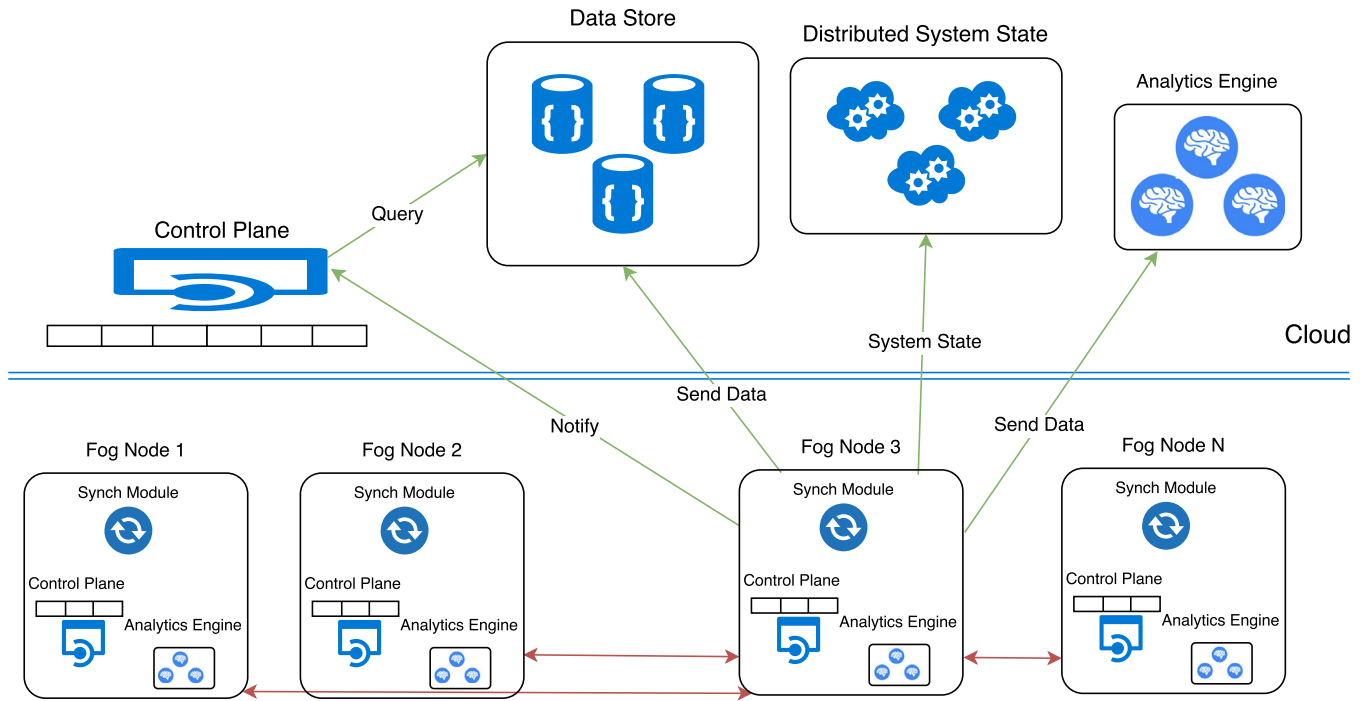 Data Store
Distributed System State
Analytics Engine
Query
Control Plane
System State
Cloud
Send Data
Notify
Send Data
Fog Node 1
Fog Node 2
Fog Node 3
Fog Node N
Synch Module
Synch Module
Synch Module
Synch Module
Control Plane
Control Plane
Control Plane
Control Plane
Analytics Engine
Analytics Engine
Analytics Engine
Analytics Engine